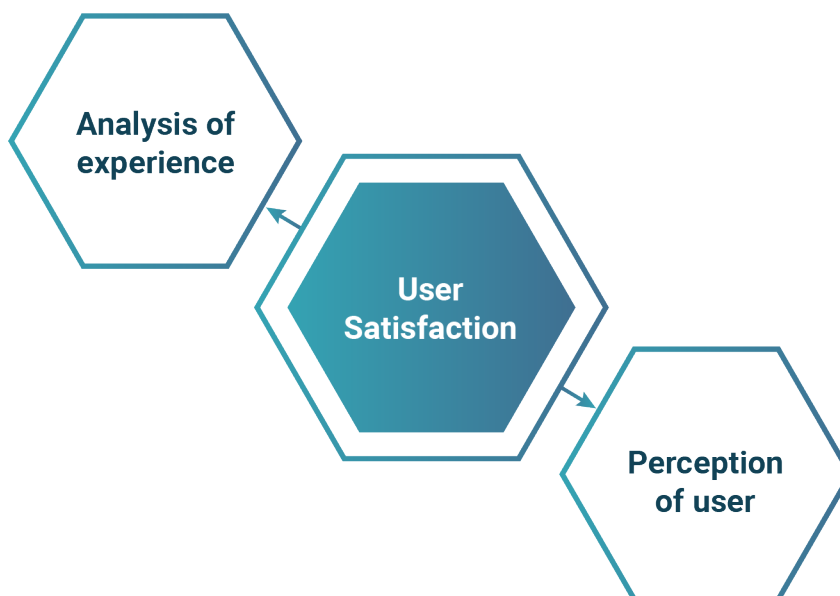 Analysis of
experience
User
Satisfaction
Perception
of user